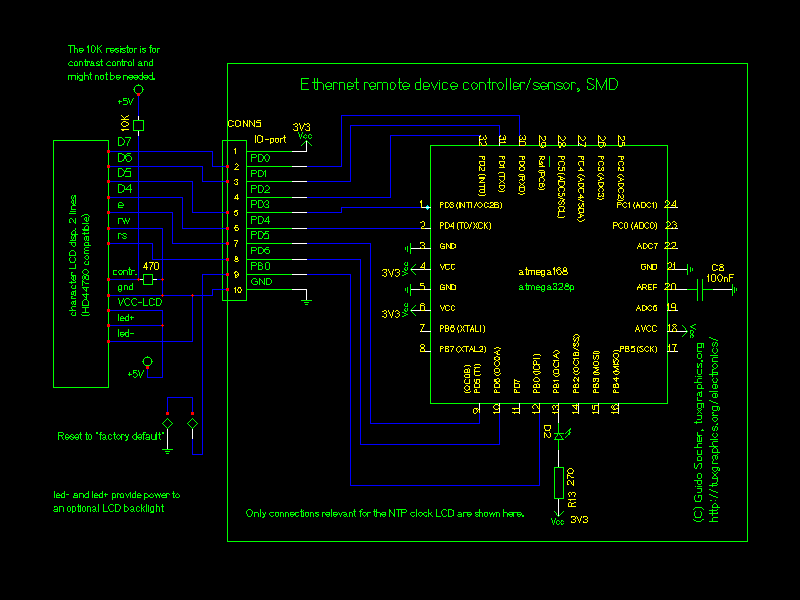 The 10K resistor is for
contrast control and
might not be needed.
+5V
10K
D7
D6
D5
D4
e
rw
rs
contr.
470
gnd
VCC-LCD
led+
led-
character LCD disp. 2 lines
(HD44780 compatible)
+5V
Reset to "factory default"
led- and led+ provide power to
an optional LCD backlight
Ethernet remote device controller/sensor, SMD
CONN5
IO-port
3V3
Vcc
1
2
3
4
5
6
7
8
9
10
PD0
PD1
PD2
PD3
PD4
PD5
PD6
PB0
GND
32
31
30
29
28
27
26
25
PD2 (INT0)
PD1 (TXD)
PD0 (RXD)
Rst(PC6)
PC5 (ADC5/SCL)
PC4 (ADC4/SDA)
PC3 (ADC3)
PC2 (ADC2)
1 PD3 (INT1/OC2B)
2 PD4 (T0/XCK)
3 GND
3V3 Vcc 4 VCC
5 GND
3V3 Vcc 6 VCC
7 PB6 (XTAL1)
8 PB7 (XTAL2)
atmega168
atmega328p
PC1 (ADC1) 24
PC0 (ADC0) 23
ADC7 22
GND 21
AREF 20
ADC6 19
AVCC 18 Vcc
PB5 (SCK) 17
C8
100nF
(OC0B)
PD5 (T1)
PD6 (OC0A)
PD7
PB0 (ICP1)
PB1 (OC1A)
PB2 (OC1B/SS)
PB3 (MOSI)
PB4 (MISO)
9
10
11
12
13
14
15
16
D2
R13 270
Vcc 3V3
Only connections relevant for the NTP clock LCD are shown here.
(C) Guido Socher, tuxgraphics.org
http://tuxgraphics.org/electronics/